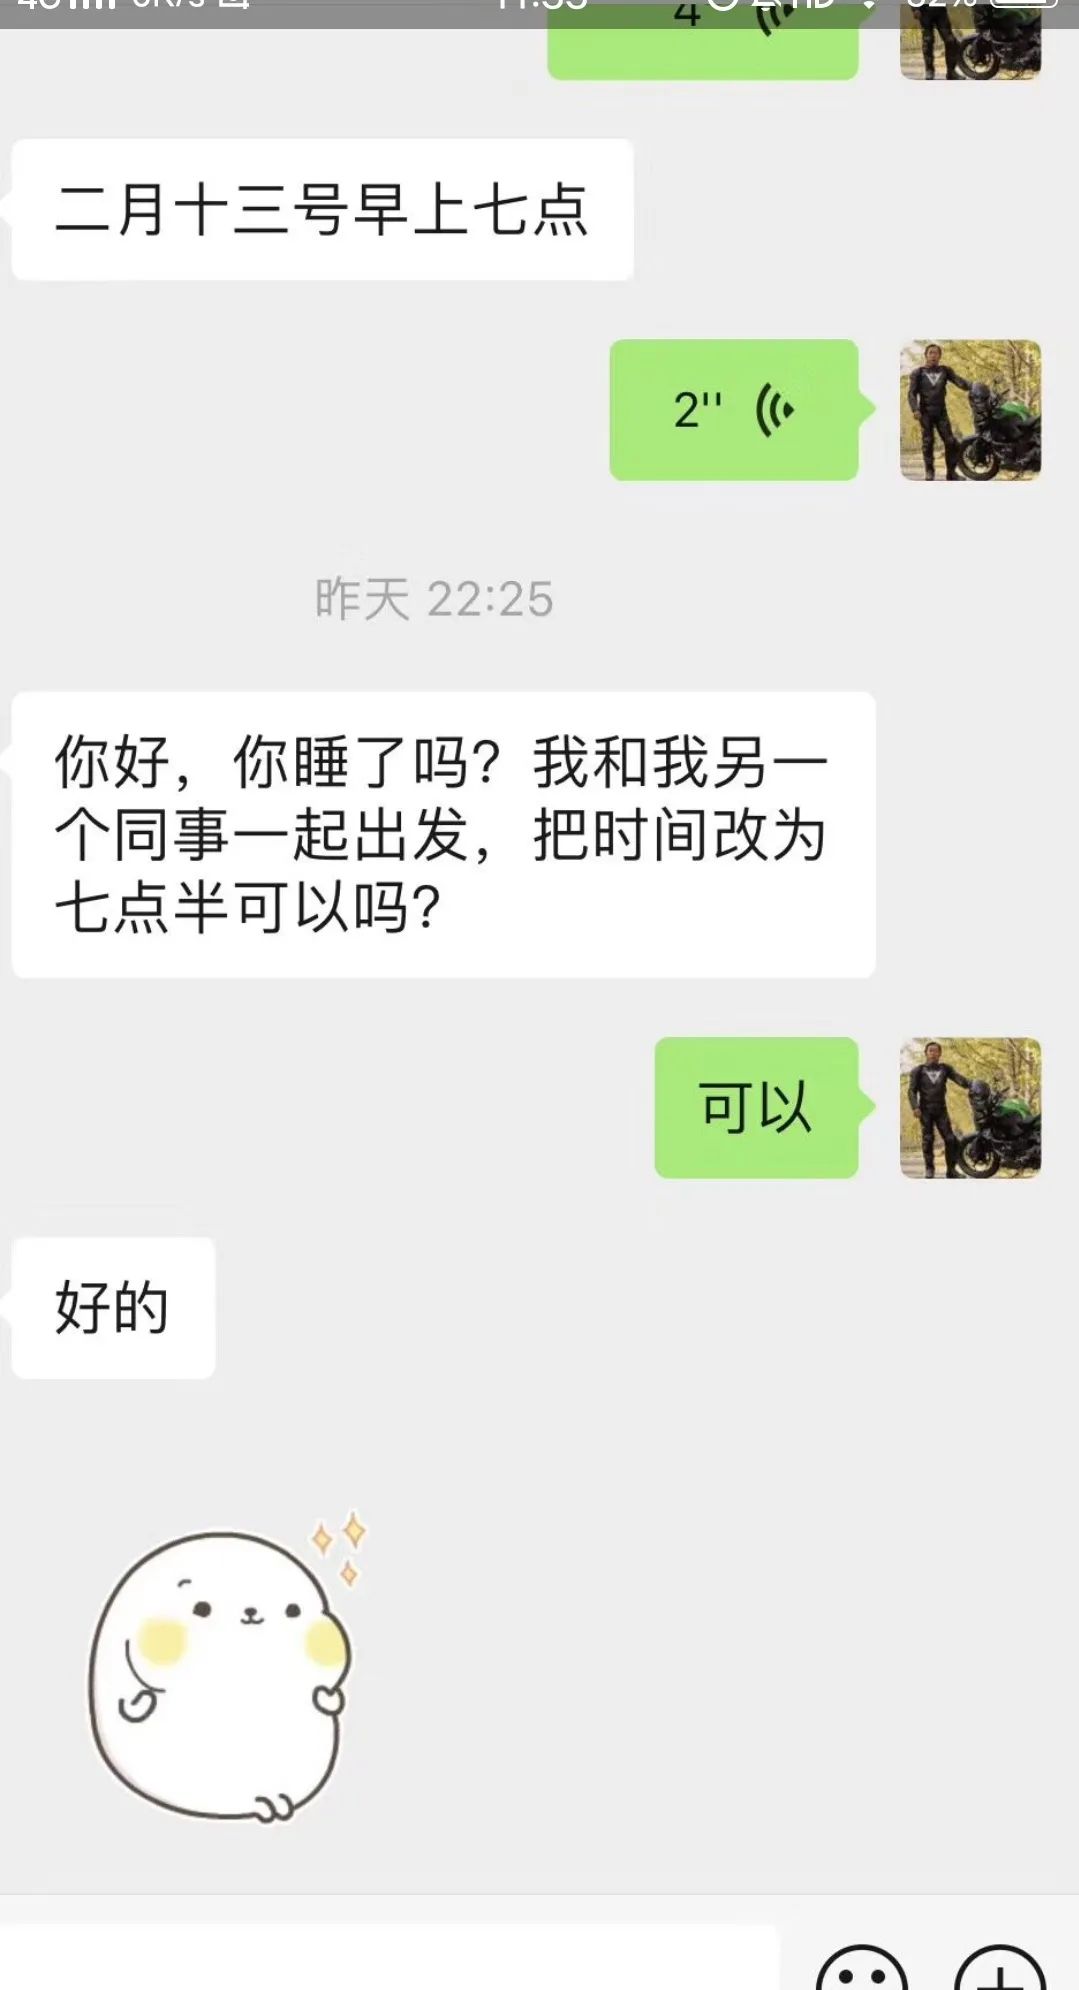 4
二月十三号早上七点
2''
昨天 22:25
你好，你睡了吗？我和我另一
个同事一起出发，把时间改为
七点半可以吗？
可以
好的